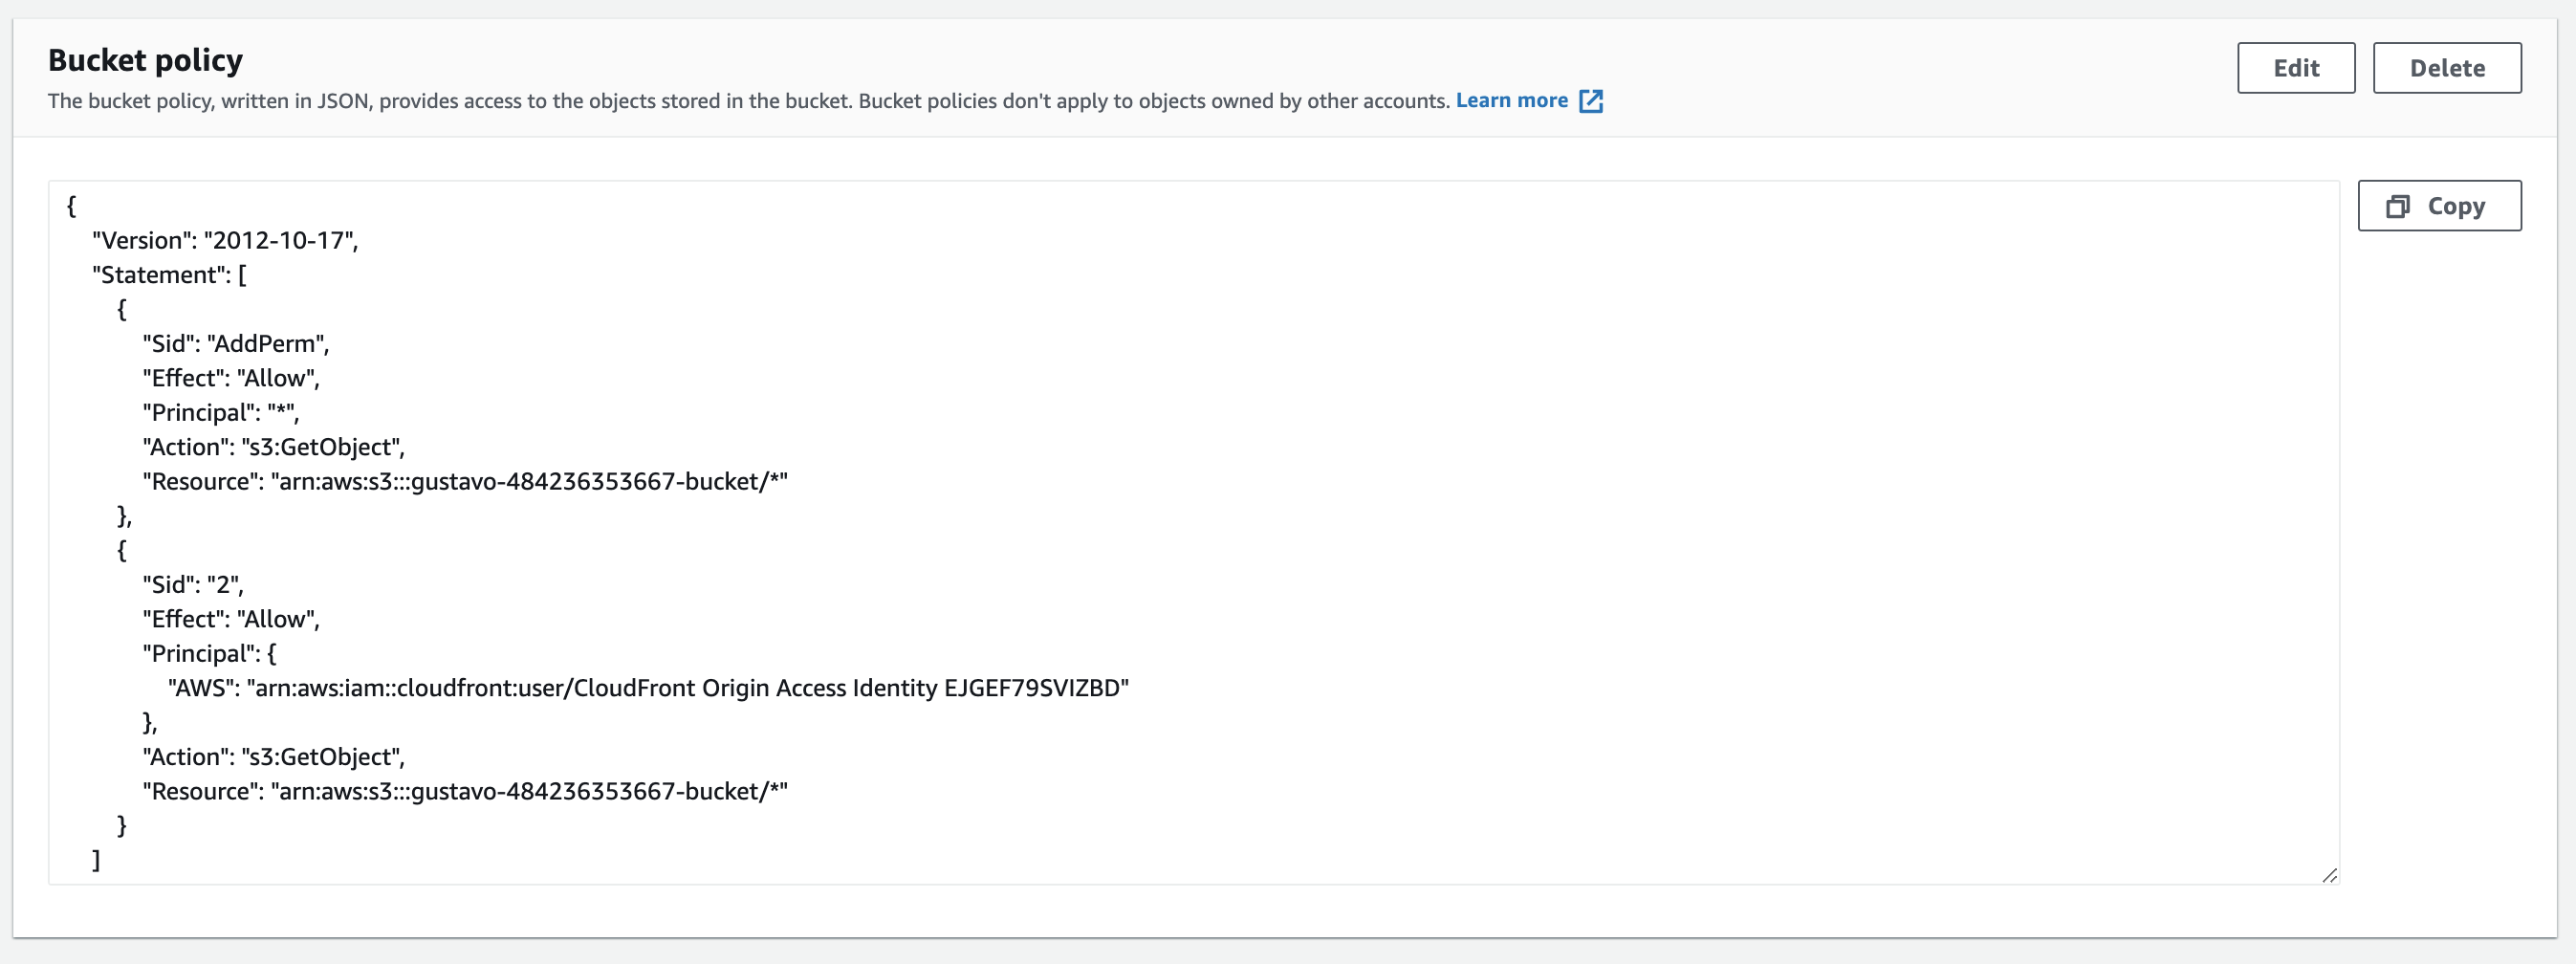 Bucket policy
Edit
Delete
The bucket policy, written in JSON, provides access to the objects stored in the bucket. Bucket policies don't apply to objects owned by other accounts. Learn more
Copy
{
"Version": "2012-10-17",
"Statement": [
{
"Sid": "AddPerm",
"Effect": "Allow",
"Principal": "*",
"Action": "s3:GetObject",
"Resource": "arn:aws:s3:::gustavo-484236353667-bucket/*"
},
{
"Sid": "2",
"Effect": "Allow",
"Principal": {
"AWS": "arn:aws:iam::cloudfront:user/CloudFront Origin Access Identity EJGEF79SVIZBD"
},
"Action": "s3:GetObject",
"Resource": "arn:aws:s3:::gustavo-484236353667-bucket/*"
}
]